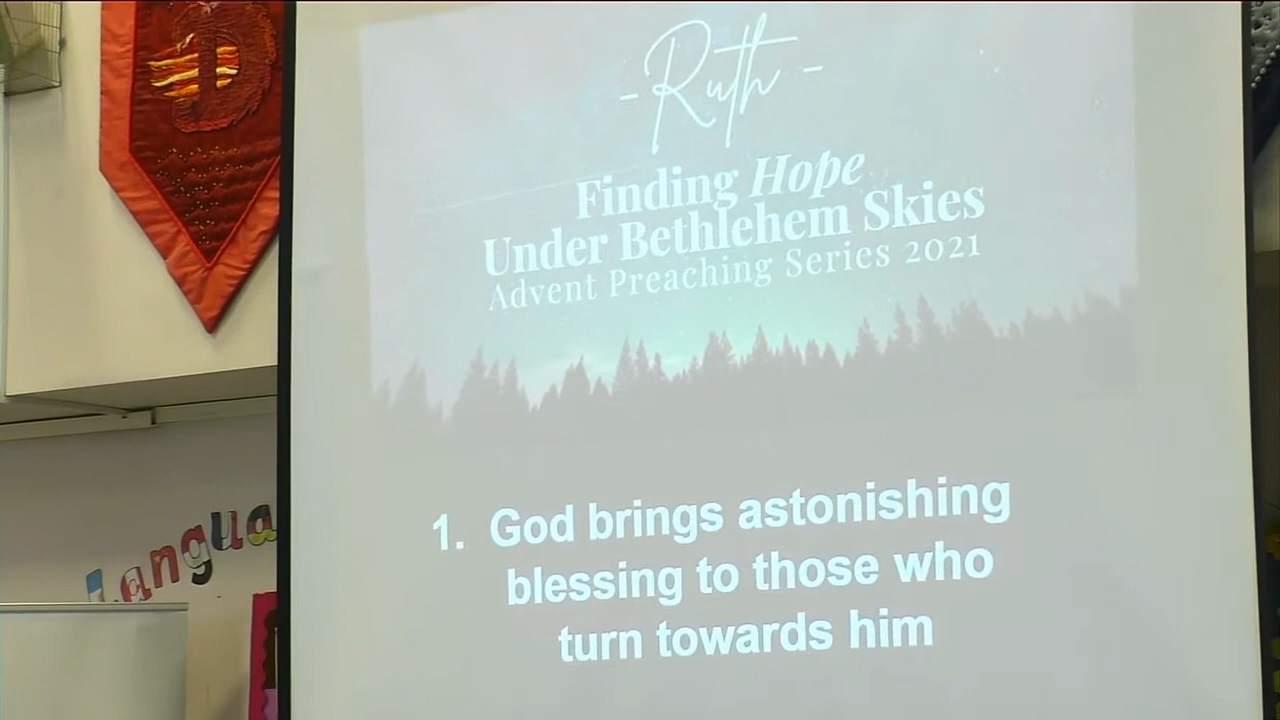 -Ruth-
Finding Hope
Under Bethlehem Skies
Advent Preaching Series 2021
1. God brings astonishing
blessing to those who
turn towards him
Langua
D